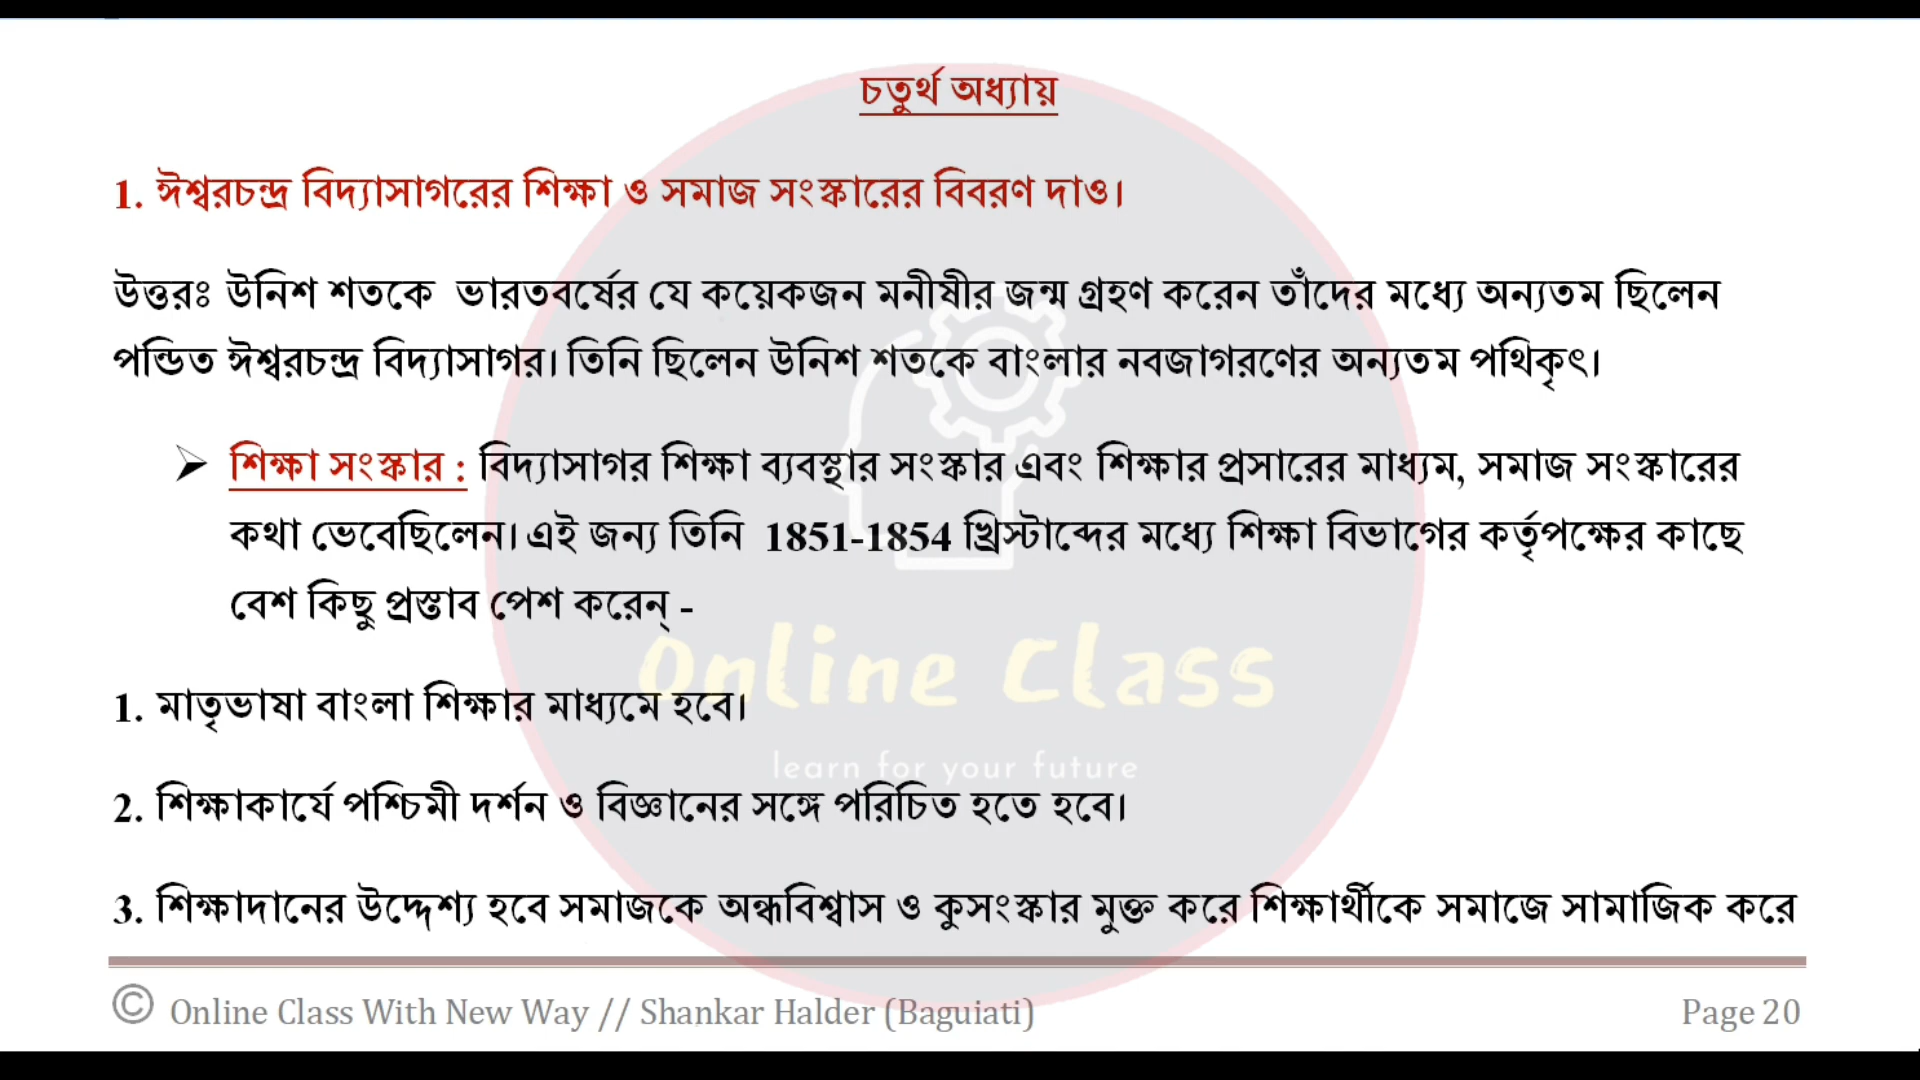 চতুর্থ অধ্যায়
1. ঈশ্বরচন্দ্র বিদ্যাসাগরের শিক্ষা ও সমাজ সংস্কারের বিবরণ দাও।
উত্তরঃ উনিশ শতকে ভারতবর্ষের যে কয়েকজন মনীষীর জন্ম গ্রহণ করেন তাঁদের মধ্যে অন্যতম ছিলেন
পন্ডিত ঈশ্বরচন্দ্র বিদ্যাসাগর। তিনি ছিলেন উনিশ শতকে বাংলার নবজাগরণের অন্যতম পথিকৃৎ।
➢ শিক্ষা সংস্কার : বিদ্যাসাগর শিক্ষা ব্যবস্থার সংস্কার এবং শিক্ষার প্রসারের মাধ্যম, সমাজ সংস্কারের
কথা ভেবেছিলেন। এই জন্য তিনি 1851-1854 খ্রিস্টাব্দের মধ্যে শিক্ষা বিভাগের কর্তৃপক্ষের কাছে
বেশ কিছু প্রস্তাব পেশ করেন্ -
Online Class
1. মাতৃভাষা বাংলা শিক্ষার মাধ্যমে হবে।
learn for your future
2. শিক্ষাকার্যে পশ্চিমী দর্শন ও বিজ্ঞানের সঙ্গে পরিচিত হতে হবে।
3. শিক্ষাদানের উদ্দেশ্য হবে সমাজকে অন্ধবিশ্বাস ও কুসংস্কার মুক্ত করে শিক্ষার্থীকে সমাজে সামাজিক করে
© Online Class With New Way // Shankar Halder (Baguiati) Page 20